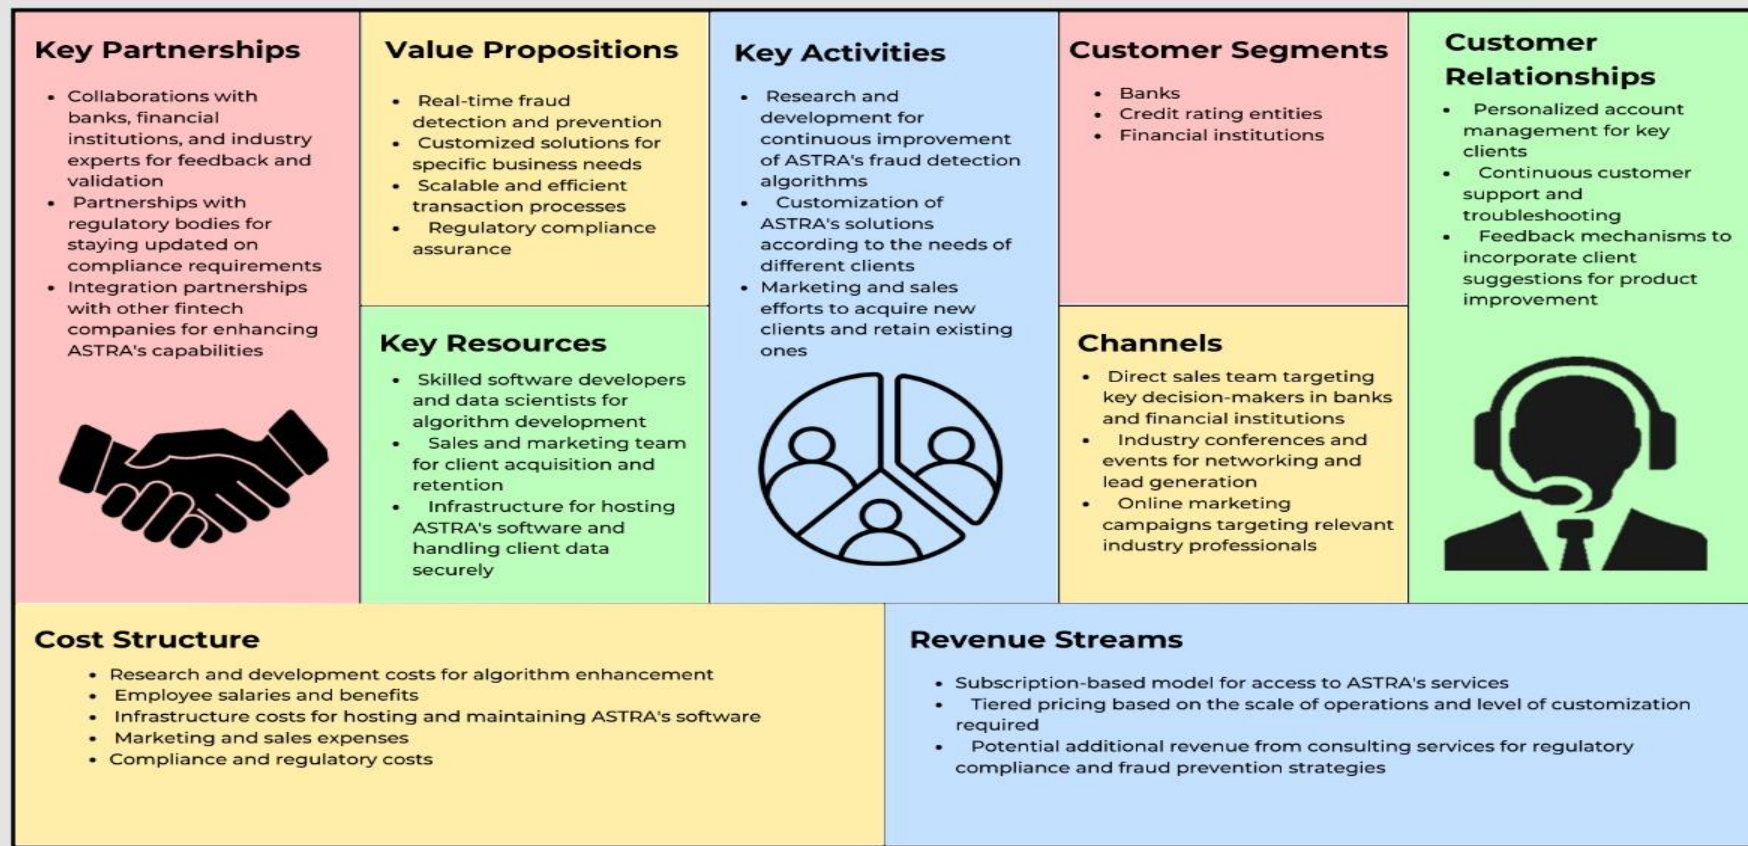 Key Partnerships
• Collaborations with
banks, financial
institutions, and industry
experts for feedback and
validation
• Partnerships with
regulatory bodies for
staying updated on
compliance requirements
• Integration partnerships
with other fintech
companies for enhancing
ASTRA's capabilities
Value Propositions
• Real-time fraud
detection and prevention
• Customized solutions for
specific business needs
• Scalable and efficient
transaction processes
• Regulatory compliance
assurance
Key Resources
• Skilled software developers
and data scientists for
algorithm development
• Sales and marketing team
for client acquisition and
retention
• Infrastructure for hosting
ASTRA's software and
handling client data
securely
Key Activities
• Research and
development for
continuous improvement
of ASTRA's fraud detection
algorithms
• Customization of
ASTRA's solutions
according to the needs of
different clients
• Marketing and sales
efforts to acquire new
clients and retain existing
ones
Customer Segments
• Banks
• Credit rating entities
• Financial institutions
Channels
• Direct sales team targeting
key decision-makers in banks
and financial institutions
• Industry conferences and
events for networking and
lead generation
• Online marketing
campaigns targeting relevant
industry professionals
Customer
Relationships
• Personalized account
management for key
clients
• Continuous customer
support and
troubleshooting
• Feedback mechanisms to
incorporate client
suggestions for product
improvement
Cost Structure
• Research and development costs for algorithm enhancement
• Employee salaries and benefits
• Infrastructure costs for hosting and maintaining ASTRA's software
• Marketing and sales expenses
• Compliance and regulatory costs
Revenue Streams
• Subscription-based model for access to ASTRA's services
• Tiered pricing based on the scale of operations and level of customization
required
• Potential additional revenue from consulting services for regulatory
compliance and fraud prevention strategies